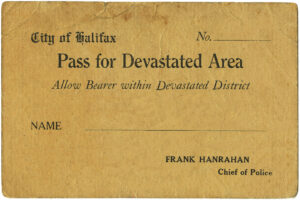 City of Halifax No.
Pass for Devastated Area
Allow Bearer within Devastated District
NAME
FRANK HANRAHAN
Chief of Police